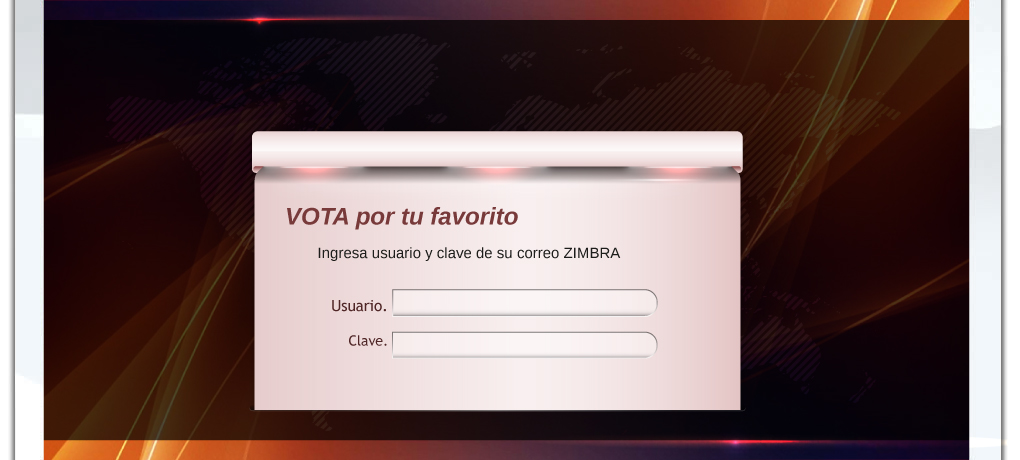 VOTA por tu favorito
Ingresa usuario y clave de su correo ZIMBRA
Usuario.
Clave.